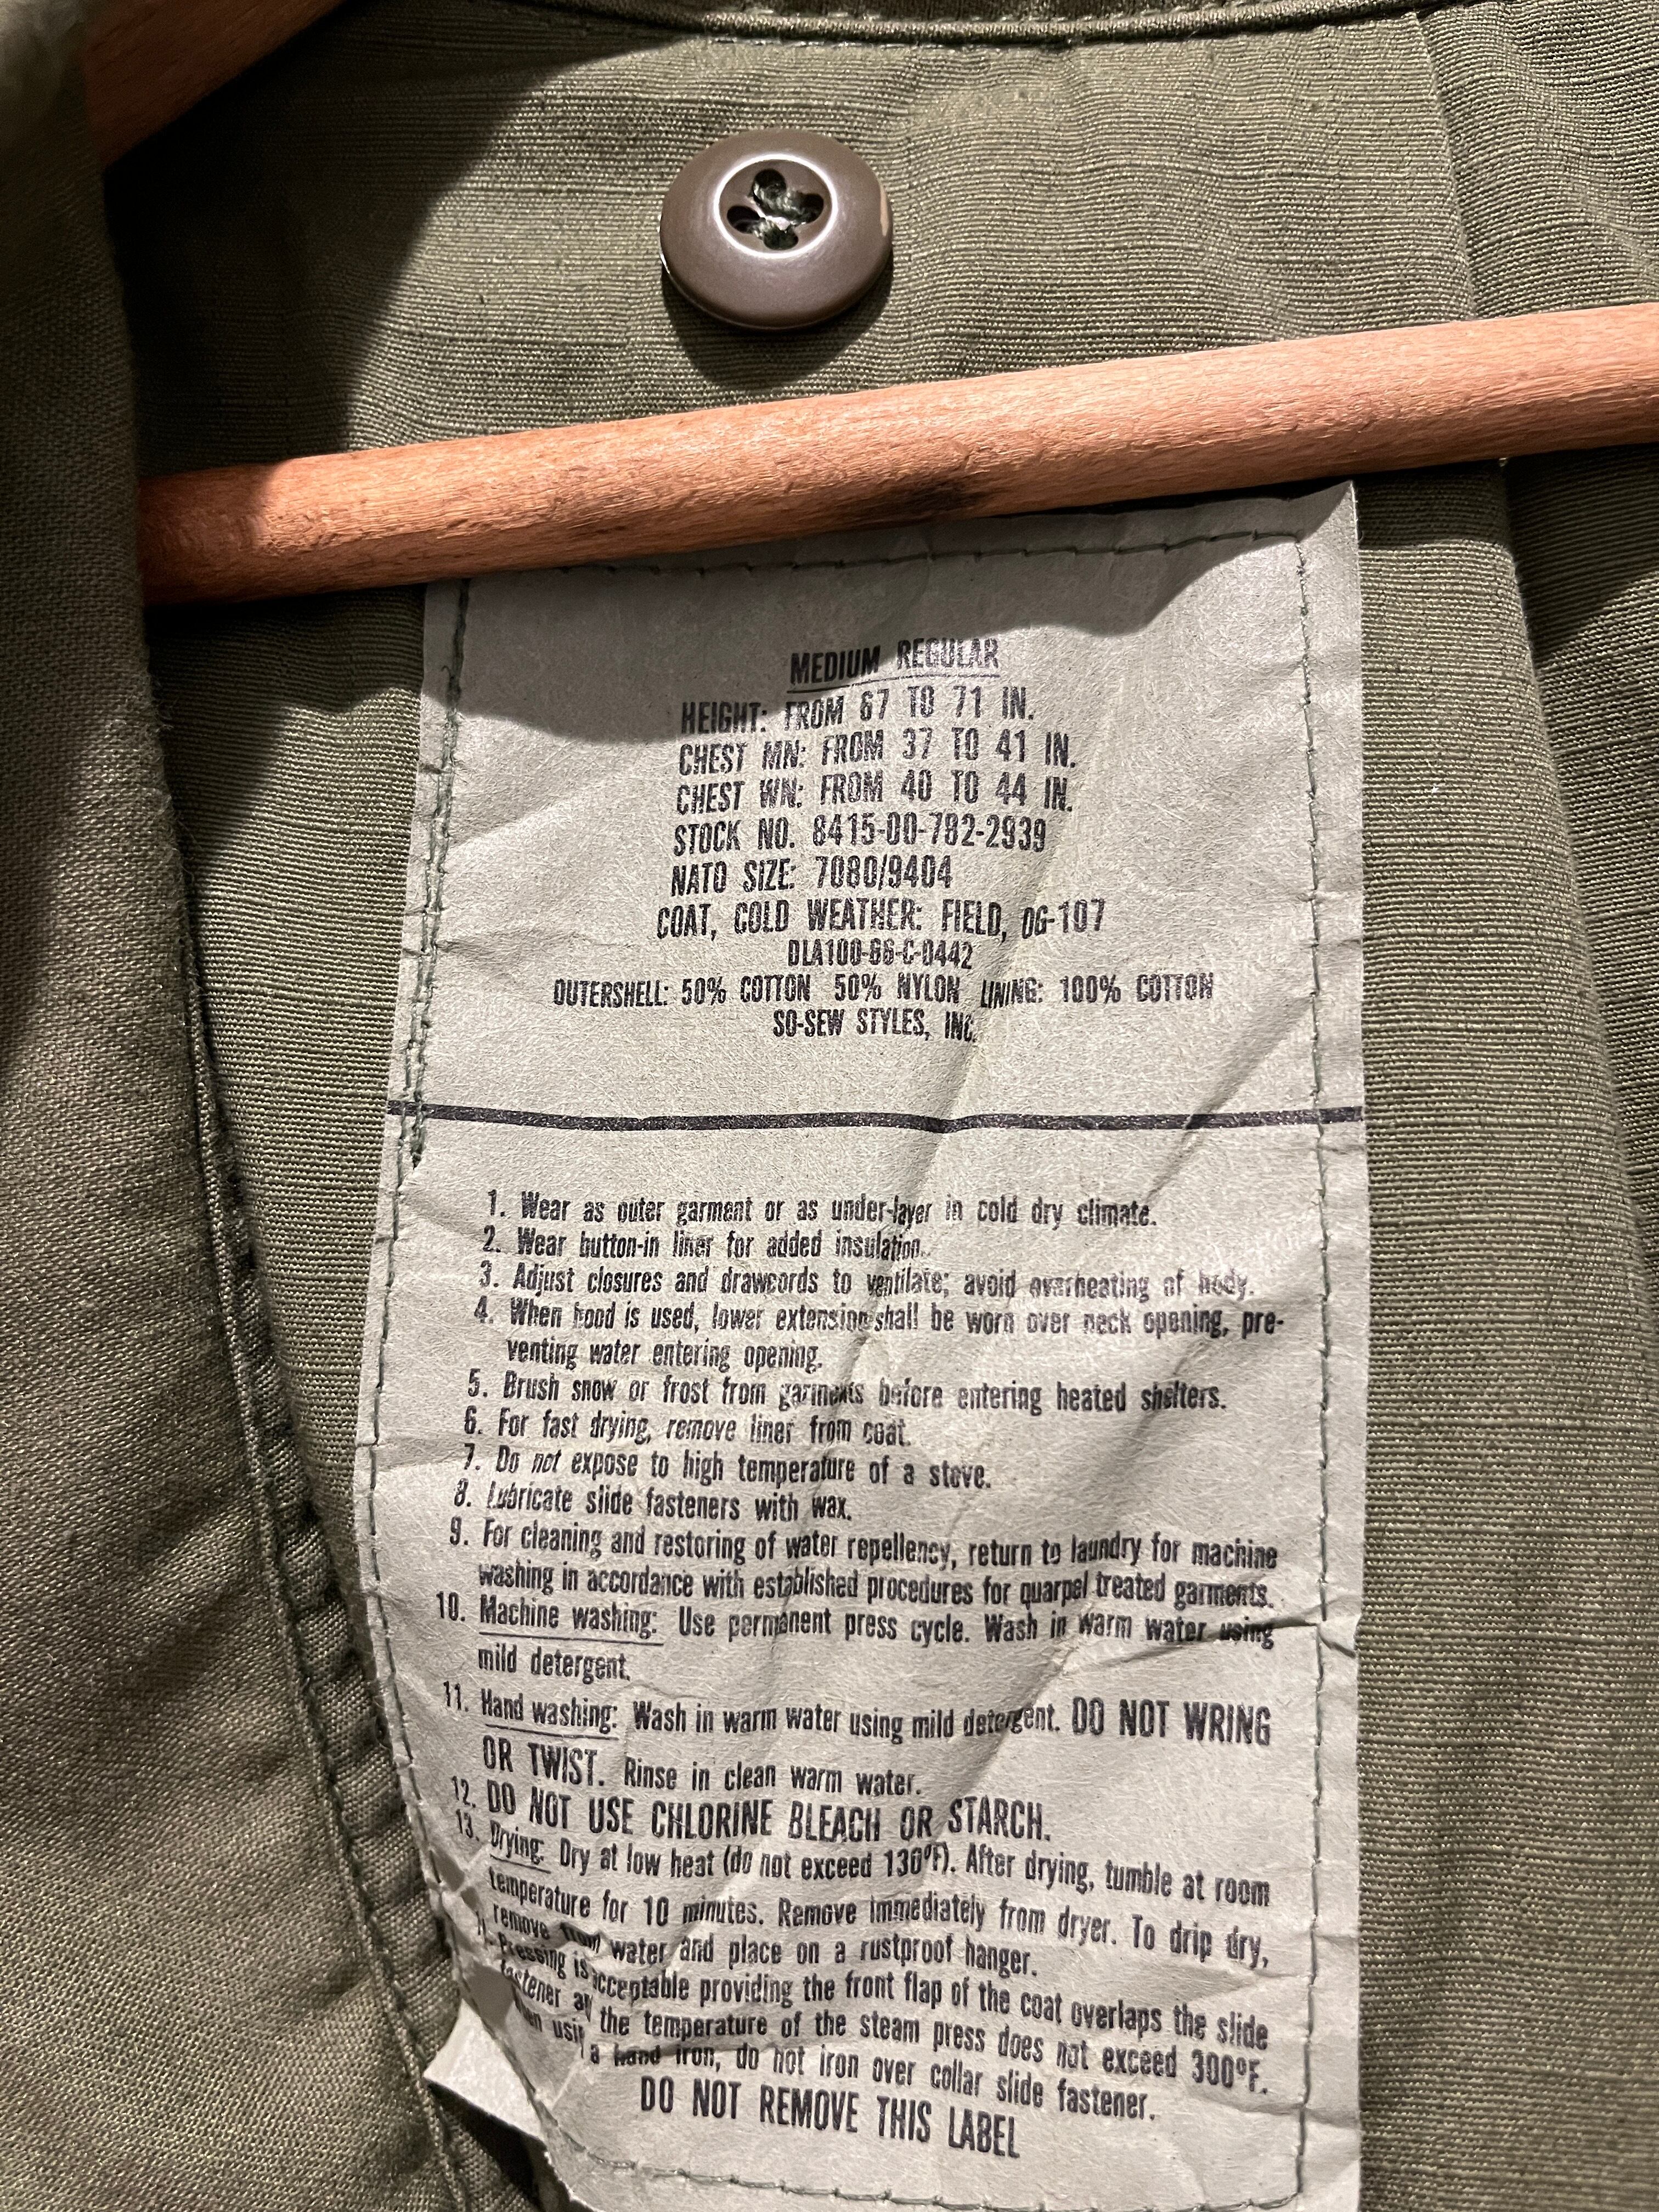 MEDIUM REGULAR
HEIGHT: FROM 67 TO 71 IN.
CHEST MN: FROM 37 TO 41 IN.
CHEST WN: FROM 40 TO 44 IN.
STOCK NO. 8415-00-782-2939
NATO SIZE: 7080/9404
COAT, COLD WEATHER: FIELD, OG-107
DLA100-86-C-0442
OUTERSHELL: 50% COTTON 50% NYLON LINING: 100% COTTON
SO-SEW STYLES, INC.
1. Wear as outer garment or as under-layer in cold dry climate.
2. Wear button-in liner for added insulation.
3. Adjust closures and drawcords to ventilate; avoid overheating of body.
4. When hood is used, lower extension shall be worn over neck opening, pre-
venting water entering opening.
5. Brush snow or frost from garments before entering heated shelters.
6. For fast drying, remove liner from coat.
7. Do not expose to high temperature of a stove.
8. Lubricate slide fasteners with wax.
9. For cleaning and restoring of water repellency, return to laundry for machine
washing in accordance with established procedures for quarpel treated garments.
10. Machine washing: Use permanent press cycle. Wash in warm water using
mild detergent.
11. Hand washing: Wash in warm water using mild detergent. DO NOT WRING
OR TWIST. Rinse in clean warm water.
12. DO NOT USE CHLORINE BLEACH OR STARCH.
13. Drying: Dry at low heat (do not exceed 130°F). After drying, tumble at room
temperature for 10 minutes. Remove immediately from dryer. To drip dry,
remove from water and place on a rustproof hanger.
Pressing is acceptable providing the front flap of the coat overlaps the slide
fastener the temperature of the steam press does not exceed 300°F.
a hand iron, do not iron over collar slide fastener.
DO NOT REMOVE THIS LABEL